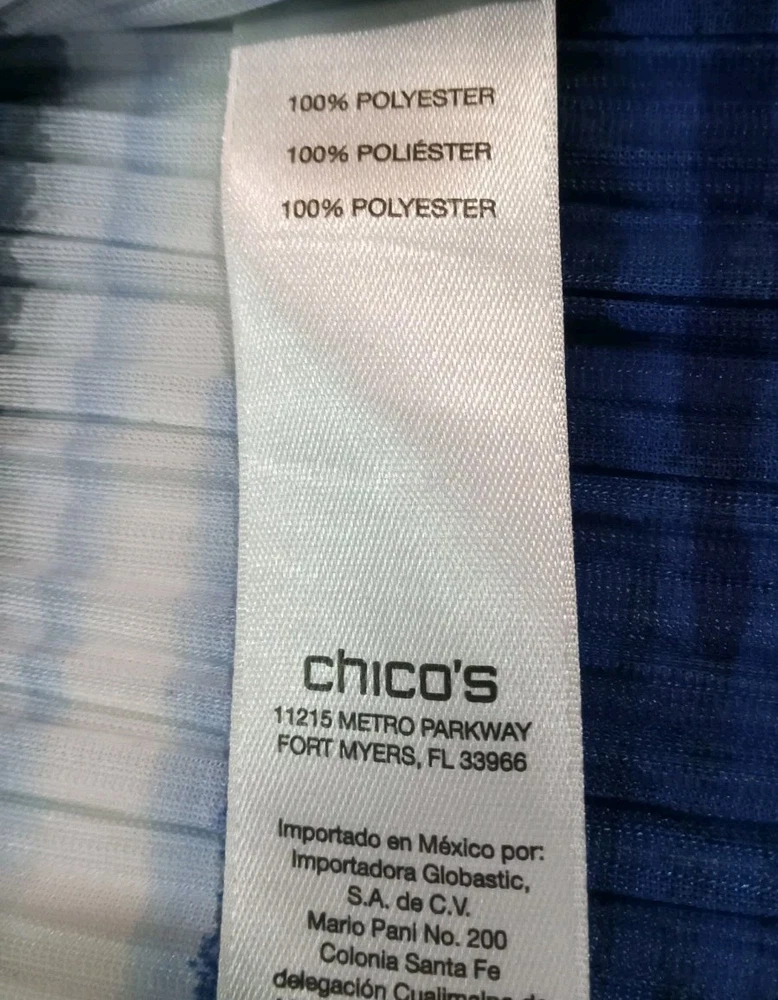 100% POLYESTER
100% POLIÉSTER
100% POLYESTER
chico's
11215 METRO PARKWAY
FORT MYERS, FL 33966
Importado en México por:
Importadora Globastic,
S.A. de C.V.
Mario Pani No. 200
Colonia Santa Fe
delegación